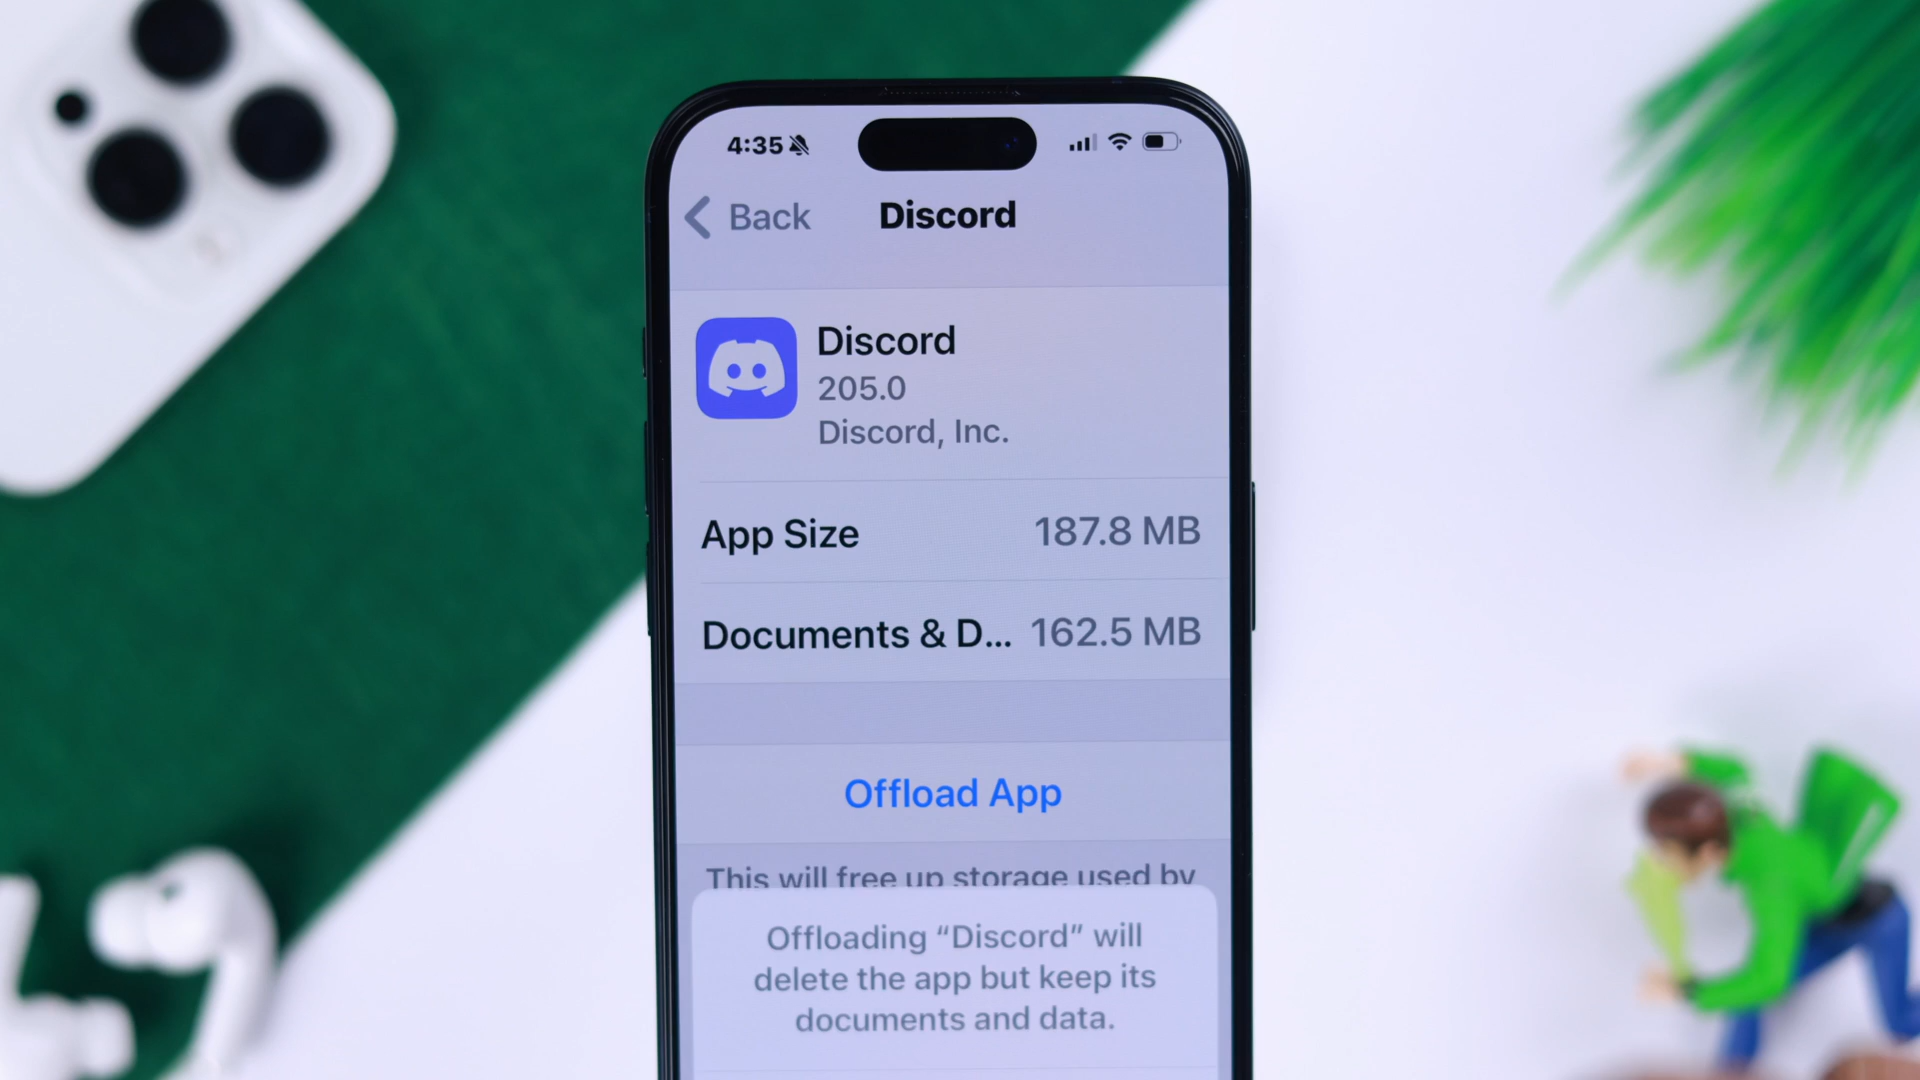 4:35
Back
Discord
Discord
205.0
Discord, Inc.
App Size
187.8 MB
Documents & D...
162.5 MB
Offload App
This will free up storage used by
Offloading “Discord” will
delete the app but keep its
documents and data.